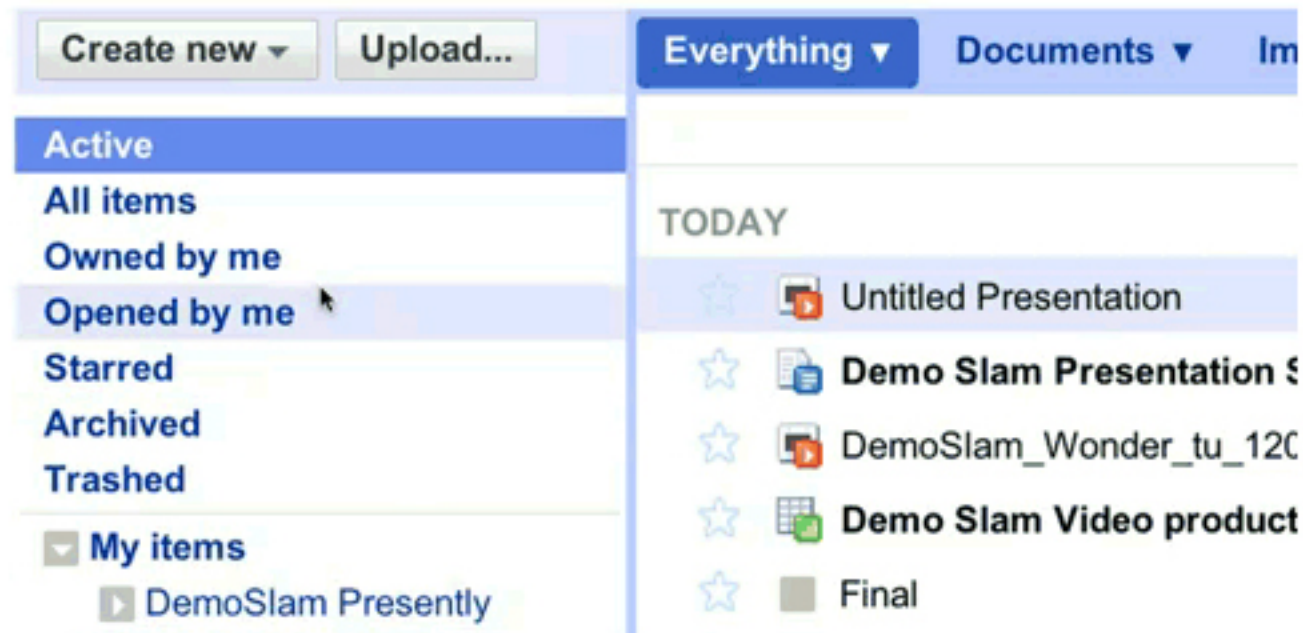 Create new Upload...
Everything Documents Im
Active
All items
Owned by me
Opened by me
Starred
Archived
Trashed
My items
DemoSlam Presently
TODAY
Untitled Presentation
Demo Slam Presentation S
DemoSlam_Wonder_tu_120
Demo Slam Video product
Final